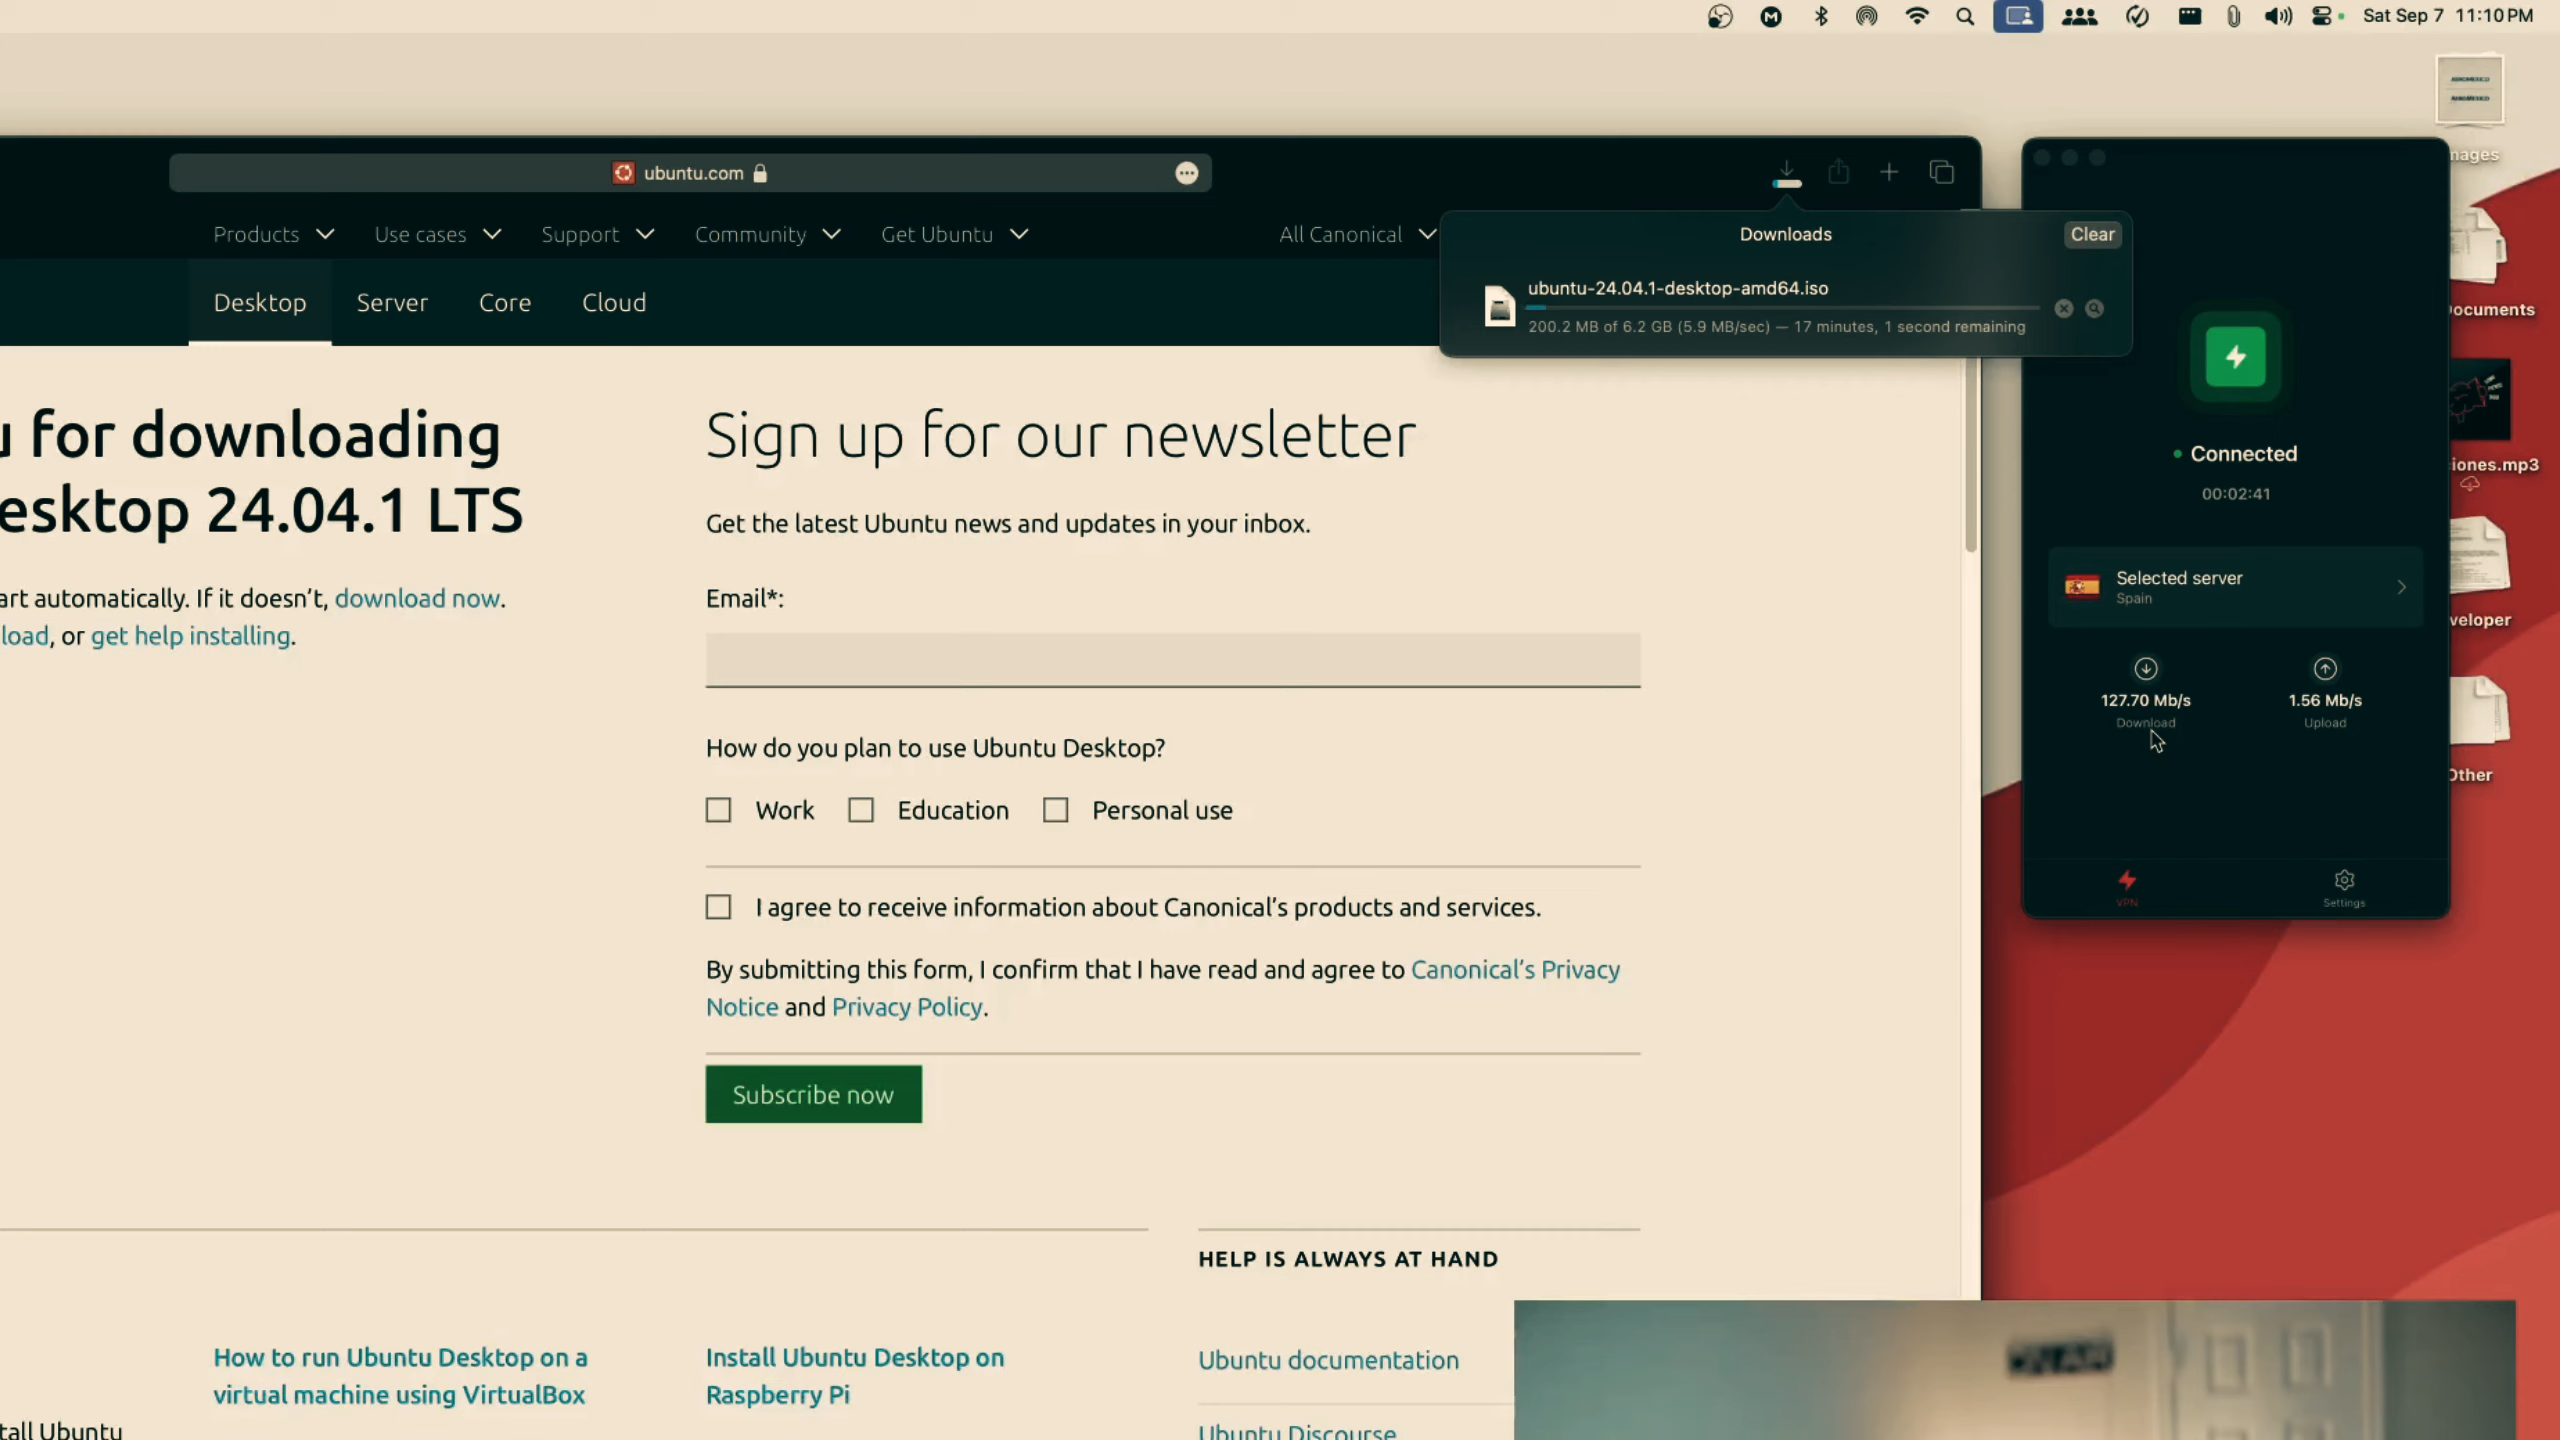 Sat Sep 7 11:10 PM
ubuntu.com
Products
Use cases
Support
Community
Get Ubuntu
All Canonical
Desktop
Server
Core
Cloud
Downloads
Clear
ubuntu-24.04.1-desktop-amd64.iso
200.2 MB of 6.2 GB (5.9 MB/sec) — 17 minutes, 1 second remaining
u for downloading
esktop 24.04.1 LTS
art automatically. If it doesn't, download now.
load, or get help installing.
Sign up for our newsletter
Get the latest Ubuntu news and updates in your inbox.
Email*:
How do you plan to use Ubuntu Desktop?
Work
Education
Personal use
I agree to receive information about Canonical's products and services.
By submitting this form, I confirm that I have read and agree to Canonical's Privacy
Notice and Privacy Policy.
Subscribe now
HELP IS ALWAYS AT HAND
How to run Ubuntu Desktop on a
virtual machine using VirtualBox
Install Ubuntu Desktop on
Raspberry Pi
Ubuntu documentation
Ubuntu Discourse
tall Ubuntu
Connected
00:02:41
Selected server
Spain
127.70 Mb/s
Download
1.56 Mb/s
Upload
VPN
Settings
mages
ocuments
iones.mp3
veloper
Other